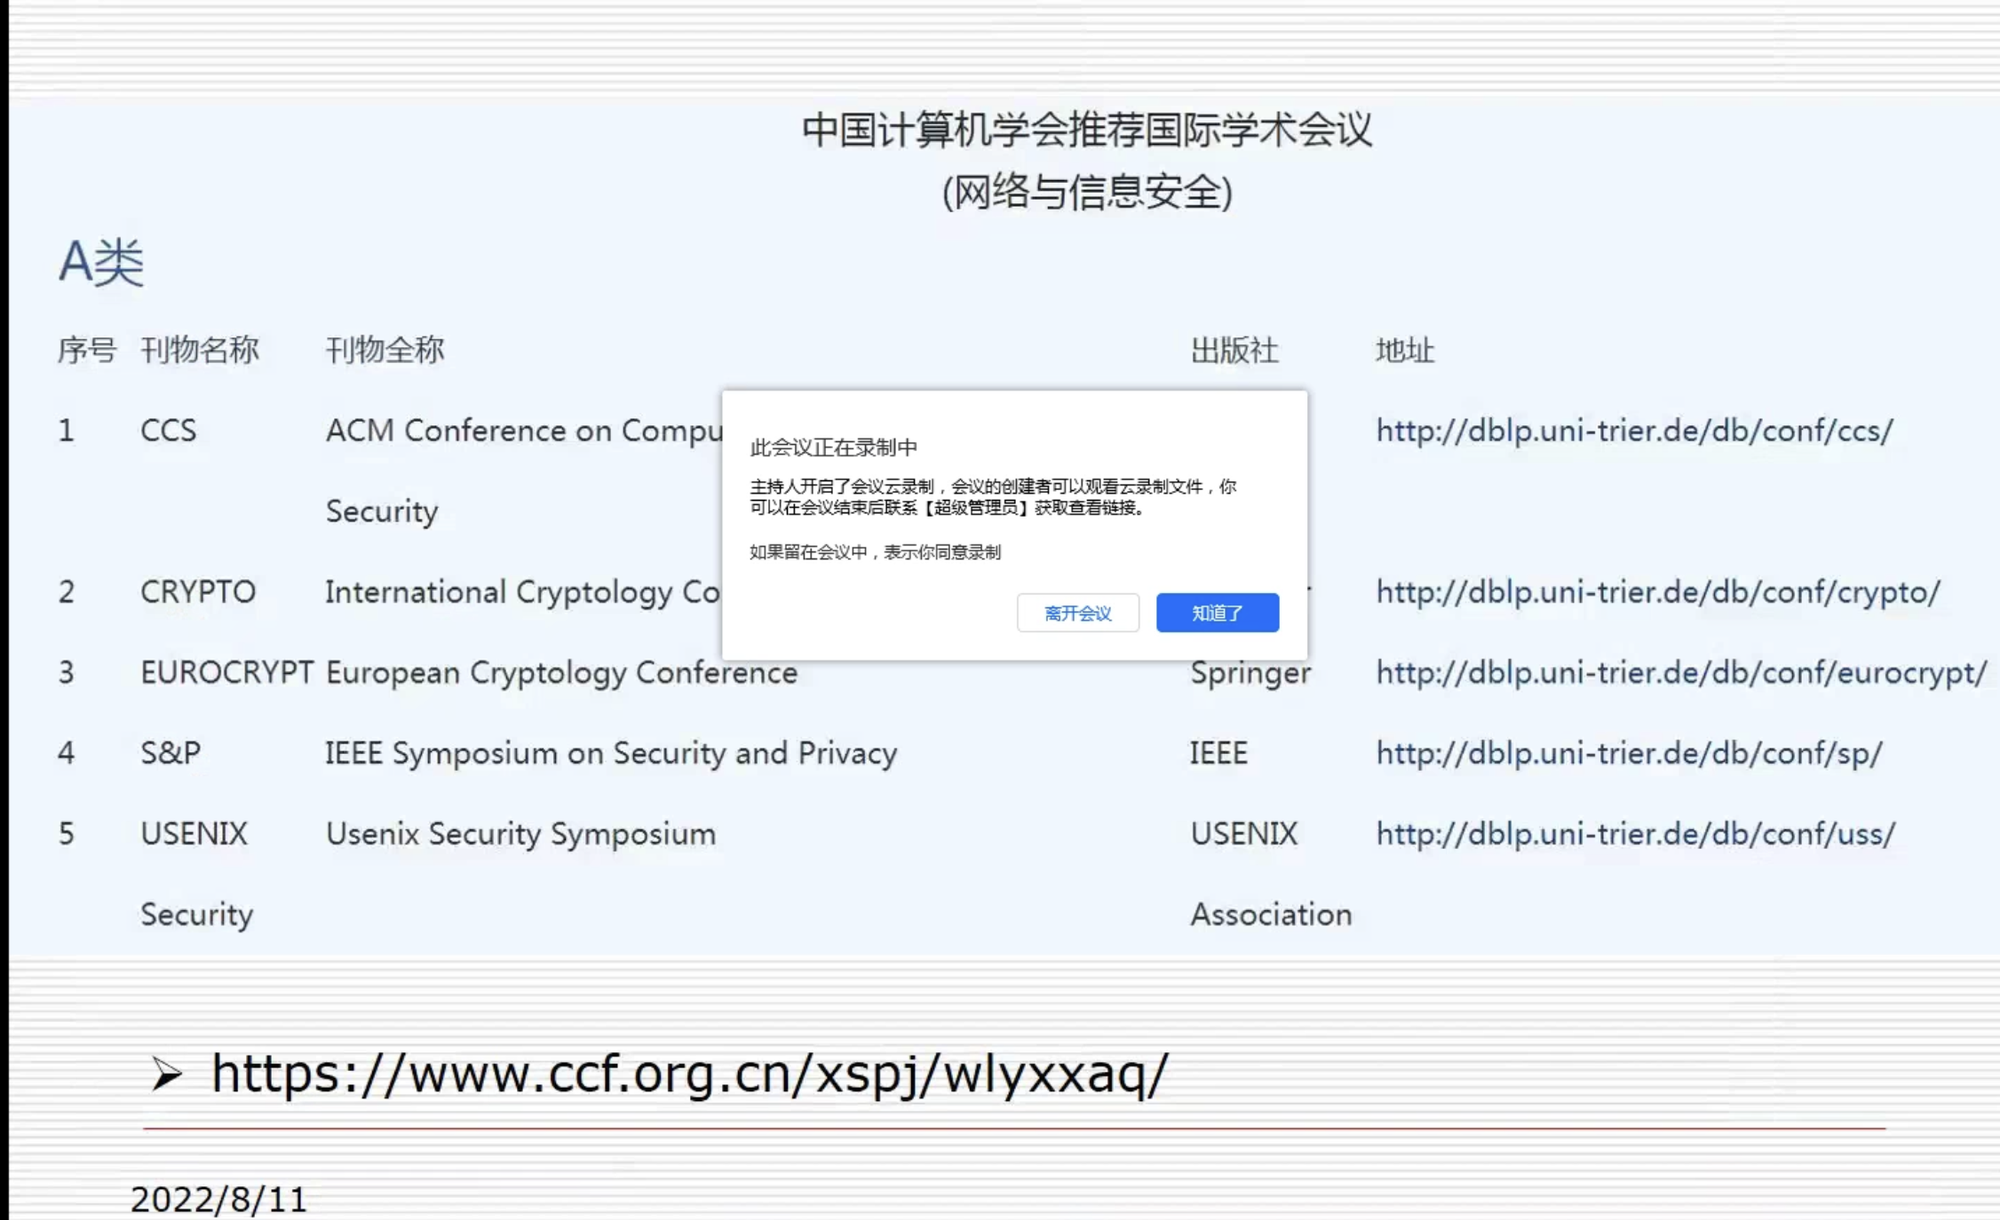 中国计算机学会推荐国际学术会议
(网络与信息安全)
A类
序号 刊物名称 刊物全称 出版社 地址
1 CCS ACM Conference on Compu http://dblp.uni-trier.de/db/conf/ccs/
Security
2 CRYPTO International Cryptology Co http://dblp.uni-trier.de/db/conf/crypto/
3 EUROCRYPT European Cryptology Conference Springer http://dblp.uni-trier.de/db/conf/eurocrypt/
4 S&P IEEE Symposium on Security and Privacy IEEE http://dblp.uni-trier.de/db/conf/sp/
5 USENIX Usenix Security Symposium USENIX http://dblp.uni-trier.de/db/conf/uss/
Security Association
此会议正在录制中
主持人开启了会议云录制，会议的创建者可以观看云录制文件，你
可以在会议结束后联系【超级管理员】获取查看链接。
如果留在会议中，表示你同意录制
离开会议 知道了
➢ https://www.ccf.org.cn/xspj/wlyxxaq/
2022/8/11